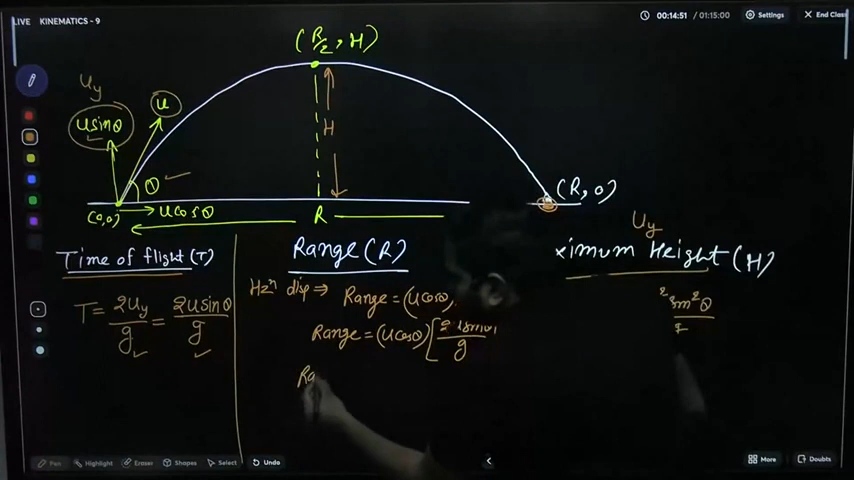 LIVE KINEMATICS - 9
00:14:51 / 01:15:00 Settings End Class
(R/2, H)
uy
u
usinθ
H
θ
(R, 0)
(0,0) ucosθ
R
uy
Time of flight (T)
Range (R)
ximum Height (H)
T = 2uy/g = 2usinθ/g
Hzⁿ disp ⇒ Range = (ucosθ)
Range = (ucosθ) [ g
Ra
Pen Highlight Eraser Shapes Select Undo
More Doubts